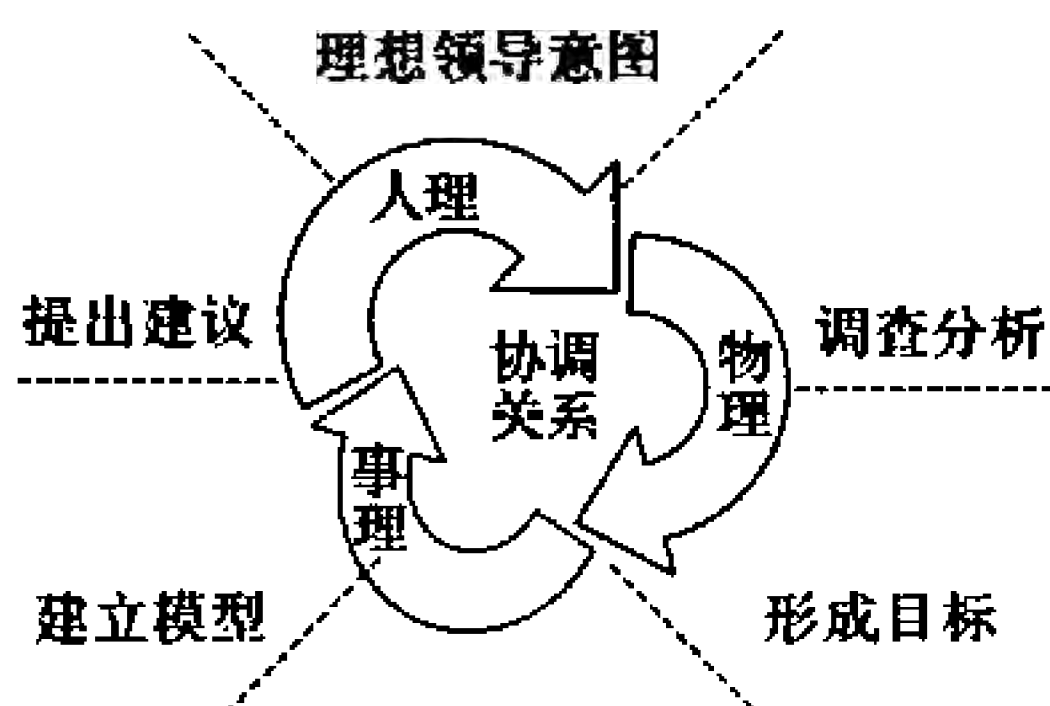 理想领导意图
人理
提出建议
协调
关系
物
理
调查分析
事
理
建立模型
形成目标